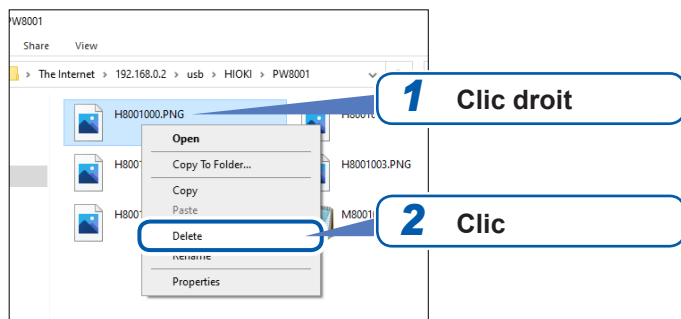 PW8001
Share View
> The Internet > 192.168.0.2 > usb > HIOKI > PW8001
1 Clic droit
H8001000.PNG
Open
Copy To Folder...
H8001003.PNG
Copy
Paste
2 Clic
Delete
Rename
Properties